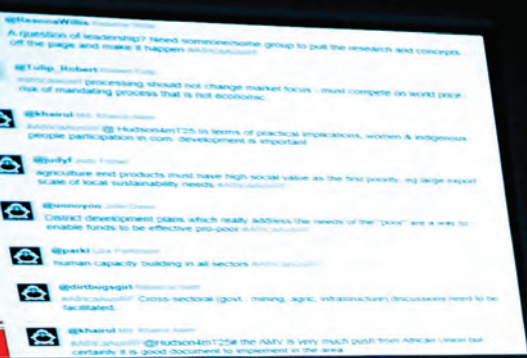 @ReannaWillis
A question of leadership? Need someone/some group to pull the research and concepts
off the page and make it happen
@Tulip_Robert
processing should not change market focus - must compete on world price -
risk of mandating process that is not economic.
@khairul
@Hudson4mT25 In terms of practical implications, women & indigenous
people participation in com. development is important
@judyf
agriculture end products must have high social value as the first priority, eg large export
scale of local sustainability needs
@unnoyon
District development plans which really address the needs of the "poor" are a way to
enable funds to be effective pro-poor
@parki
human capacity building in all sectors
@dirtbugsgirl
Cross-sectoral (govt, mining, agric, infrastructure) discussions need to be
facilitated.
@khairul
@Hudson4mT25# the AMV is very much push from African Union but
certainly it is good document to implement in the area